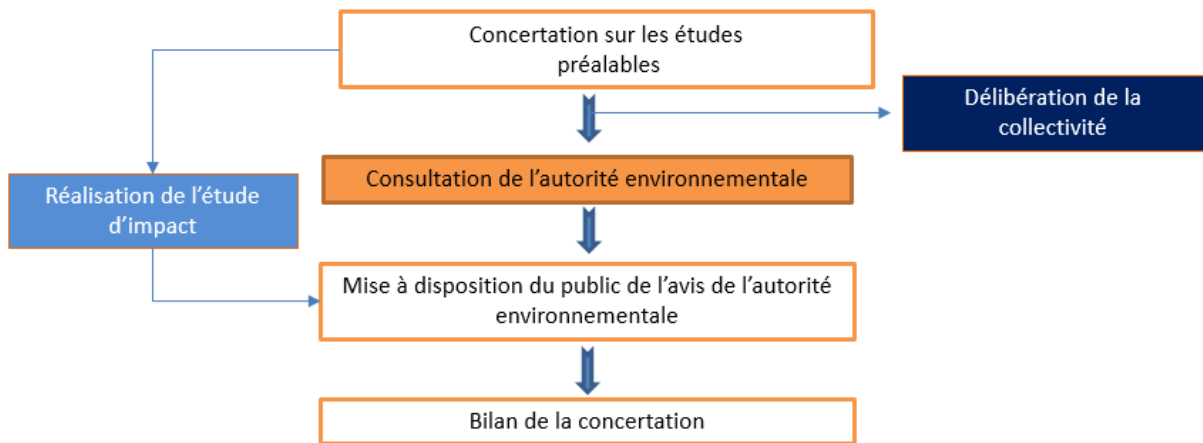 Concertation sur les études
préalables
Délibération de la
collectivité
Consultation de l’autorité environnementale
Réalisation de l’étude
d’impact
Mise à disposition du public de l’avis de l’autorité
environnementale
Bilan de la concertation